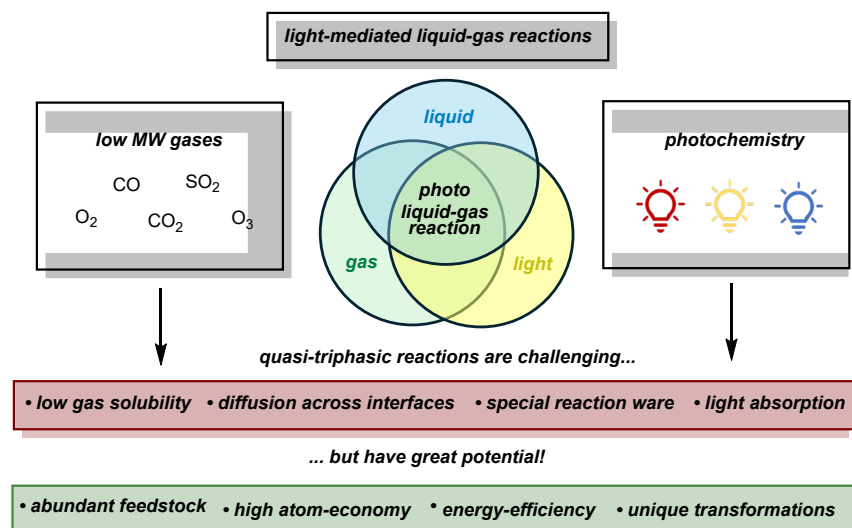 light-mediated liquid-gas reactions
low MW gases
CO
SO2
O2
CO2
O3
liquid
photo
liquid-gas
reaction
gas
light
photochemistry
quasi-triphasic reactions are challenging...
• low gas solubility • diffusion across interfaces • special reaction ware • light absorption
... but have great potential!
• abundant feedstock • high atom-economy • energy-efficiency • unique transformations